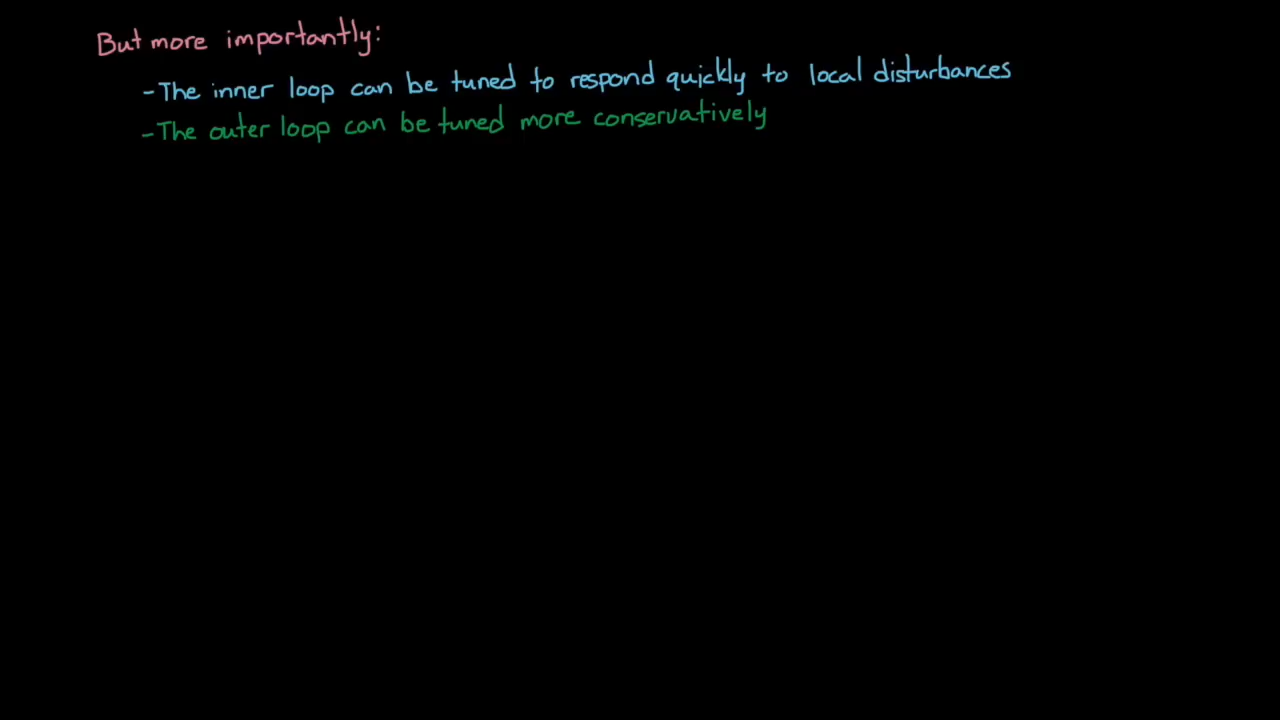 But more importantly:
-The inner loop can be tuned to respond quickly to local disturbances
-The outer loop can be tuned more conservatively